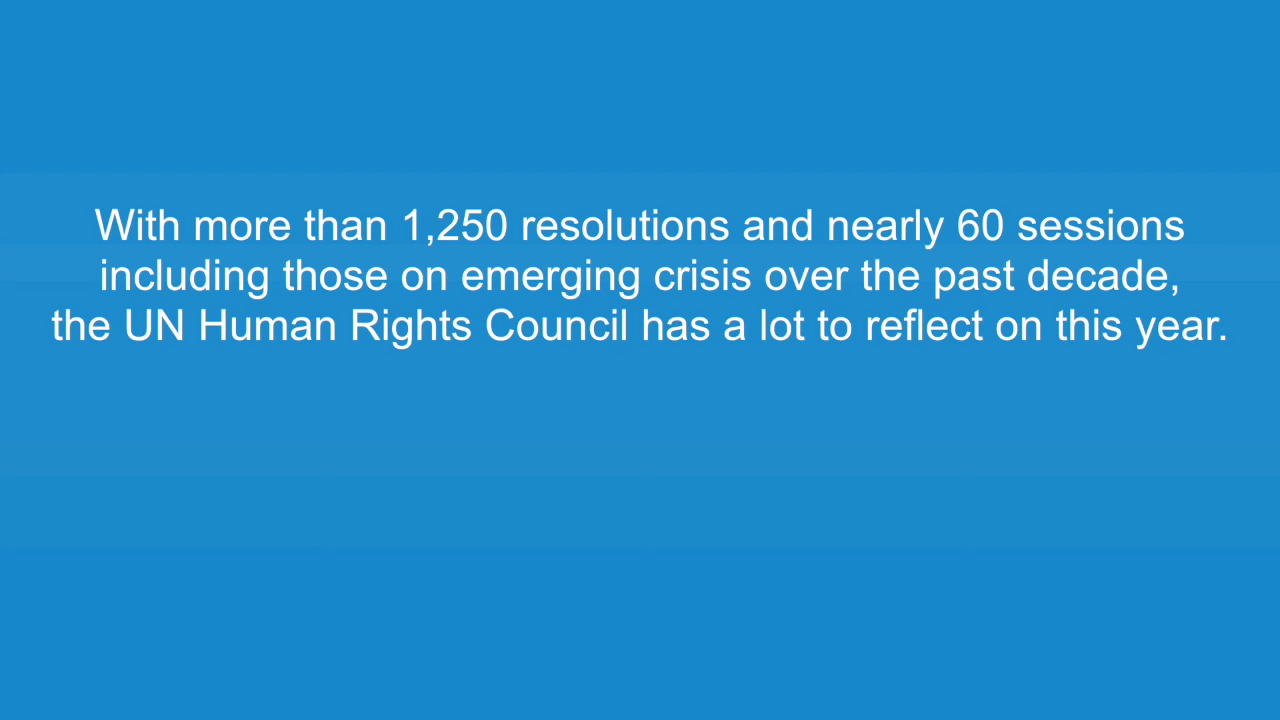 With more than 1,250 resolutions and nearly 60 sessions
including those on emerging crisis over the past decade,
the UN Human Rights Council has a lot to reflect on this year.